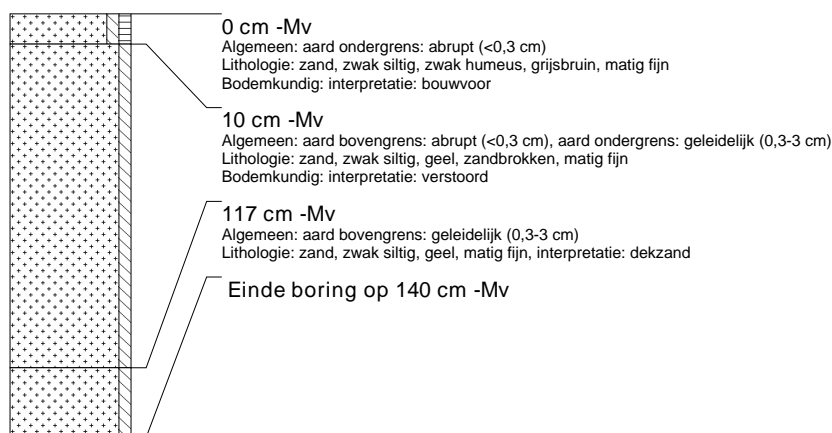 0 cm -Mv
Algemeen: aard ondergrens: abrupt (<0,3 cm)
Lithologie: zand, zwak siltig, zwak humeus, grijsbruin, matig fijn
Bodemkundig: interpretatie: bouwvoor
10 cm -Mv
Algemeen: aard bovengrens: abrupt (<0,3 cm), aard ondergrens: geleidelijk (0,3-3 cm)
Lithologie: zand, zwak siltig, geel, zandbrokken, matig fijn
Bodemkundig: interpretatie: verstoord
117 cm -Mv
Algemeen: aard bovengrens: geleidelijk (0,3-3 cm)
Lithologie: zand, zwak siltig, geel, matig fijn, interpretatie: dekzand
Einde boring op 140 cm -Mv